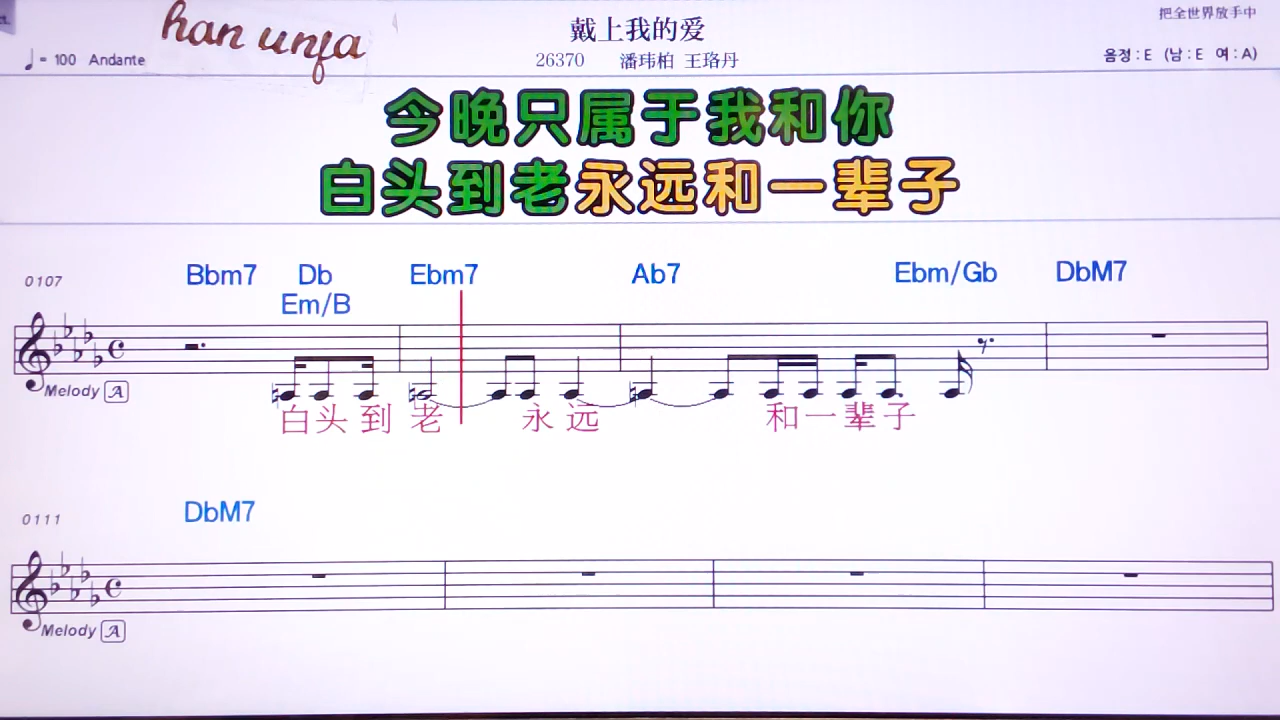 han unfa
戴上我的爱
把全世界放手中
♩= 100 Andante
26370 潘玮柏 王珞丹
음정 : E (남 : E 여 : A)
今晚只属于我和你
白头到老永远和一辈子
0107
Bbm7 Db Ebm7 Ab7 Ebm/Gb DbM7
Em/B
Melody A
白头到老 永远 和一辈子
0111
DbM7
Melody A